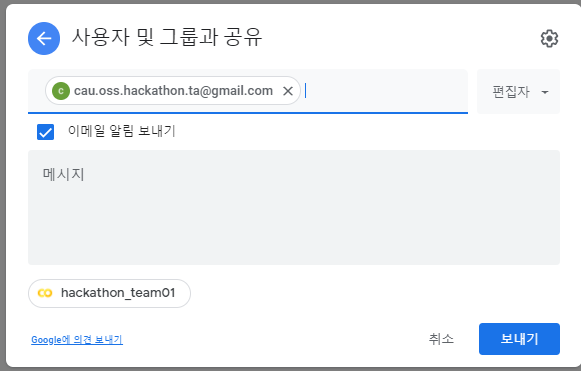 사용자 및 그룹과 공유
c cau.oss.hackathon.ta@gmail.com
편집자
이메일 알림 보내기
메시지
hackathon_team01
Google에 의견 보내기
취소
보내기